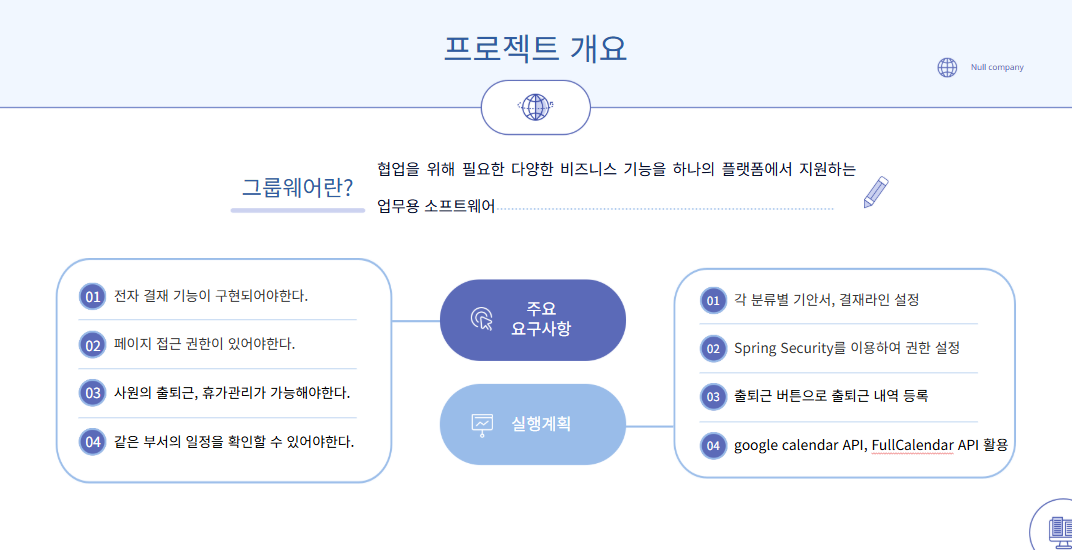 프로젝트 개요
Null company
그룹웨어란?
협업을 위해 필요한 다양한 비즈니스 기능을 하나의 플랫폼에서 지원하는
업무용 소프트웨어
01 전자 결재 기능이 구현되어야한다.
02 페이지 접근 권한이 있어야한다.
03 사원의 출퇴근, 휴가관리가 가능해야한다.
04 같은 부서의 일정을 확인할 수 있어야한다.
주요
요구사항
실행계획
01 각 분류별 기안서, 결재라인 설정
02 Spring Security를 이용하여 권한 설정
03 출퇴근 버튼으로 출퇴근 내역 등록
04 google calendar API, FullCalendar API 활용